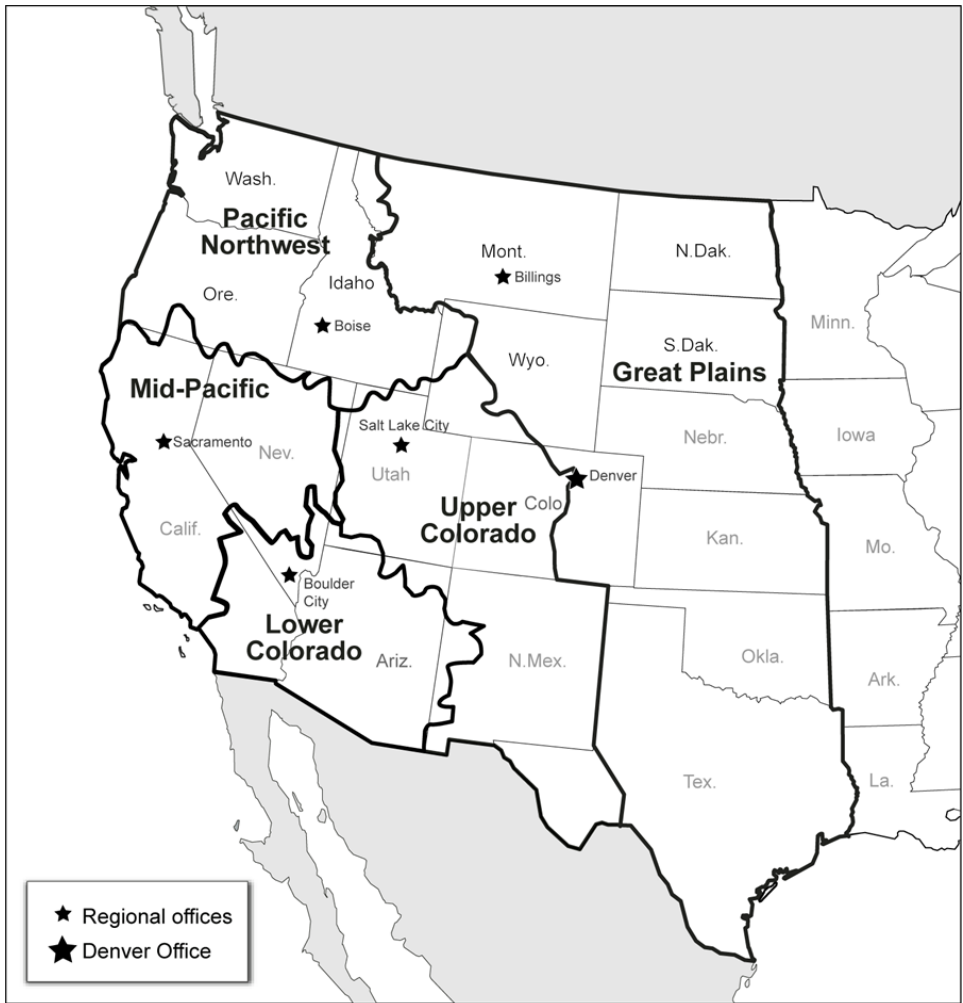 Wash.
Pacific
Northwest
Mont.
N.Dak.
Billings
Idaho
Ore.
Boise
Minn.
S.Dak.
Wyo.
Great Plains
Mid-Pacific
Salt Lake City
Sacramento
Nev.
Nebr.
Iowa
Utah
Denver
Colo.
Upper
Colorado
Calif.
Kan.
Mo.
Boulder
City
Lower
Colorado
Ariz.
N.Mex.
Okla.
Ark.
Tex.
La.
Regional offices
Denver Office